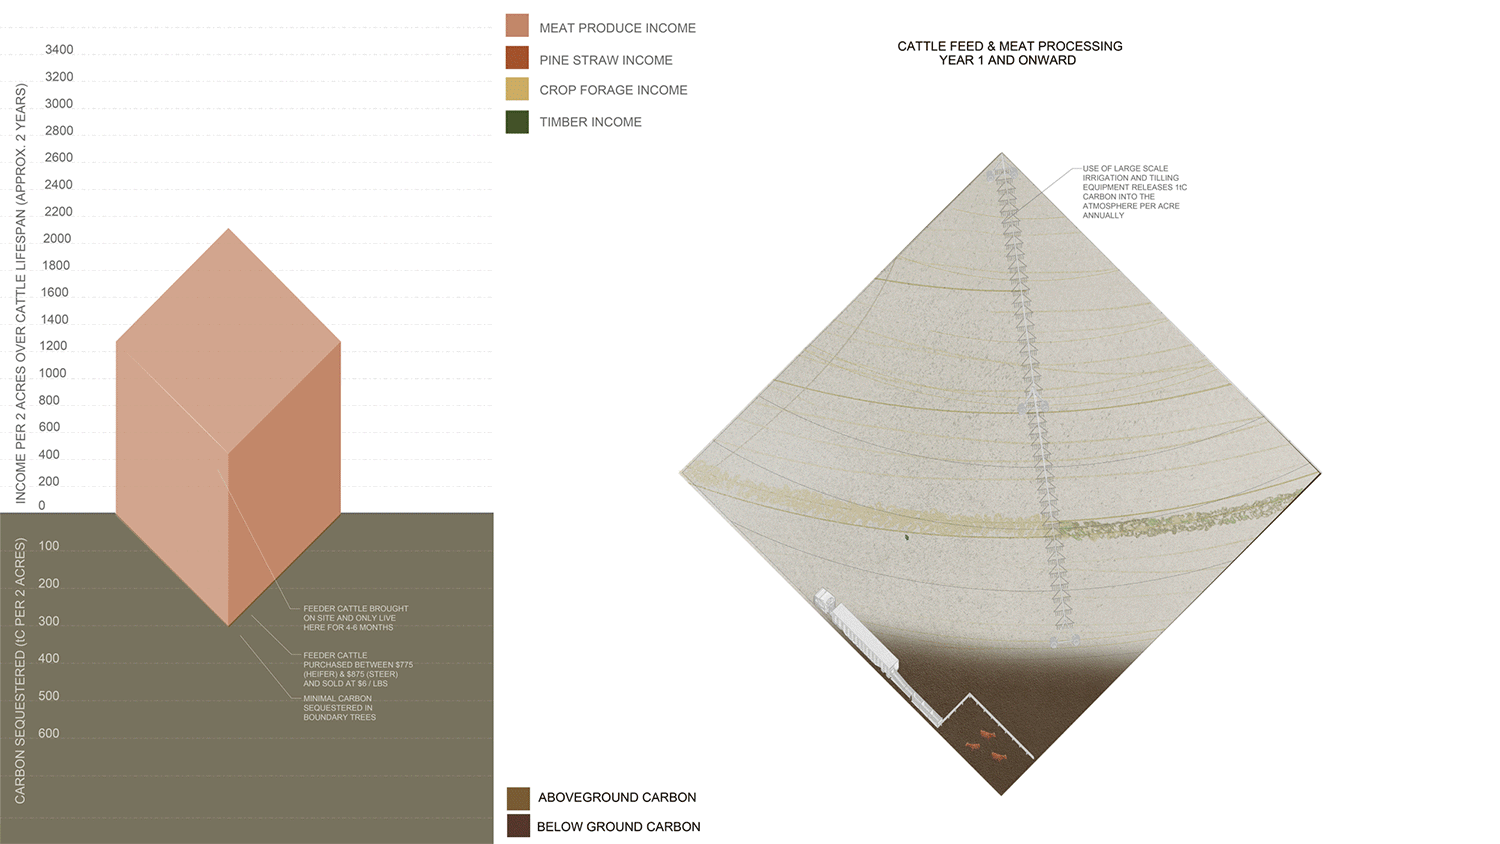 INCOME PER 2 ACRES OVER CATTLE LIFESPAN (APPROX. 2 YEARS)
3400
3200
3000
2800
2600
2400
2200
2000
1800
1600
1400
1200
1000
800
600
400
200
0
CARBON SEQUESTERED (tC PER 2 ACRES)
100
200
300
400
500
600
FEEDER CATTLE BROUGHT
ON SITE AND ONLY LIVE
HERE FOR 4-6 MONTHS
FEEDER CATTLE
PURCHASED BETWEEN $775
(HEIFER) & $875 (STEER)
AND SOLD AT $6 / LBS
MINIMAL CARBON
SEQUESTERED IN
BOUNDARY TREES
MEAT PRODUCE INCOME
PINE STRAW INCOME
CROP FORAGE INCOME
TIMBER INCOME
ABOVEGROUND CARBON
BELOW GROUND CARBON
CATTLE FEED & MEAT PROCESSING
YEAR 1 AND ONWARD
USE OF LARGE SCALE
IRRIGATION AND TILLING
EQUIPMENT RELEASES 1tC
CARBON INTO THE
ATMOSPHERE PER ACRE
ANNUALLY